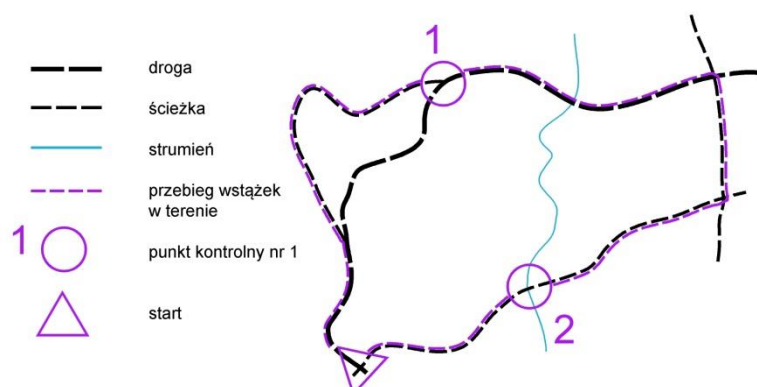 droga
ścieżka
strumień
przebieg wstążek
w terenie
1
punkt kontrolny nr 1
start
1
2